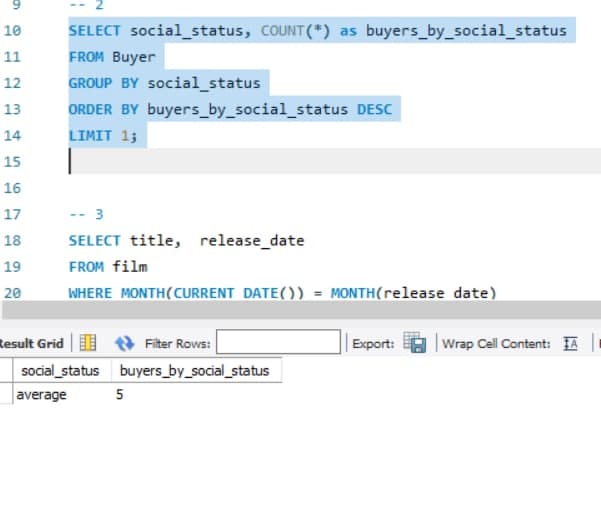 9 -- 2
10 SELECT social_status, COUNT(*) as buyers_by_social_status
11 FROM Buyer
12 GROUP BY social_status
13 ORDER BY buyers_by_social_status DESC
14 LIMIT 1;
15
16
17 -- 3
18 SELECT title, release_date
19 FROM film
20 WHERE MONTH(CURRENT_DATE()) = MONTH(release_date)
Result Grid Filter Rows: Export: Wrap Cell Content: IA
social_status buyers_by_social_status
average 5